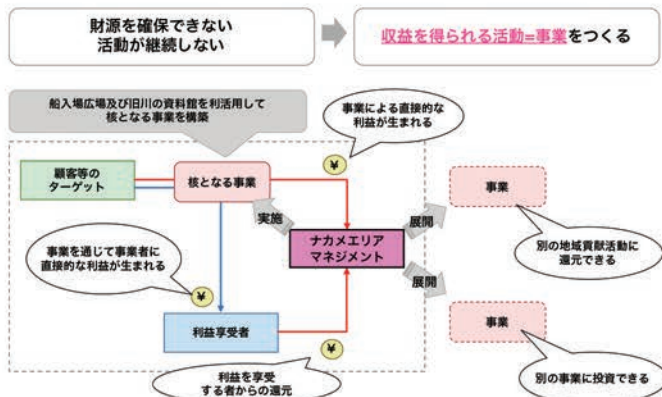 財源を確保できない
活動が継続しない
収益を得られる活動=事業をつくる
船入場広場及び旧川の資料館を利活用して
核となる事業を構築
事業による直接的な
利益が生まれる
¥
顧客等の
ターゲット
核となる事業
事業
実施
展開
ナカメエリア
マネジメント
別の地域貢献活動に
還元できる
事業を通じて事業者に
直接的な利益が生まれる
¥
展開
利益享受者
事業
¥
利益を享受
する者からの還元
別の事業に投資できる